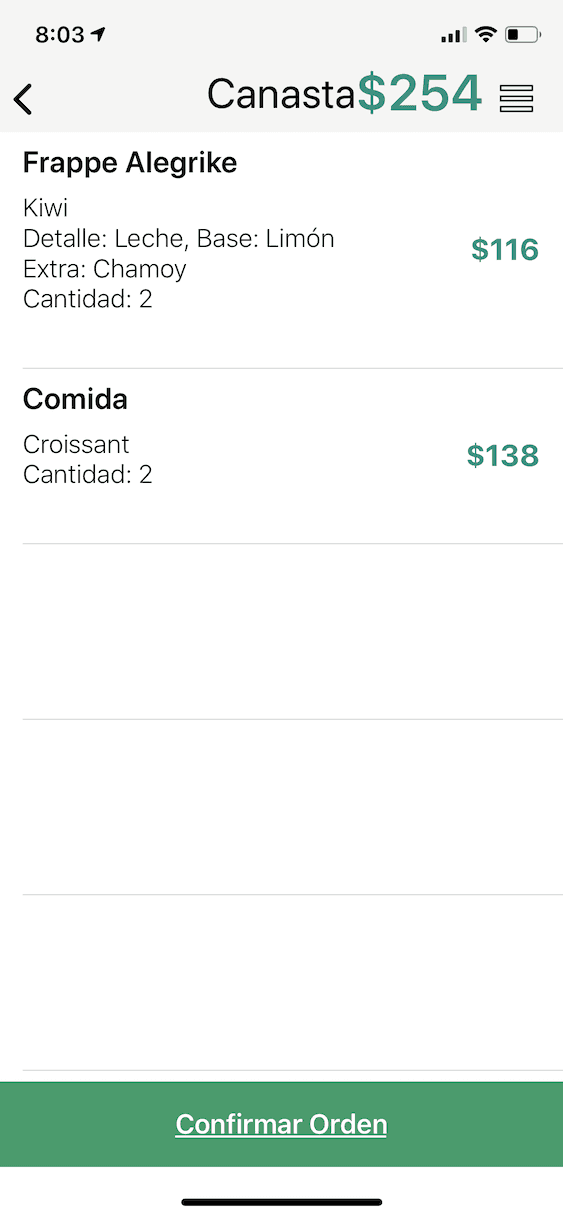 8:03
Canasta $254
Frappe Alegrike
Kiwi
Detalle: Leche, Base: Limón
Extra: Chamoy
Cantidad: 2
$116
Comida
Croissant
Cantidad: 2
$138
Confirmar Orden